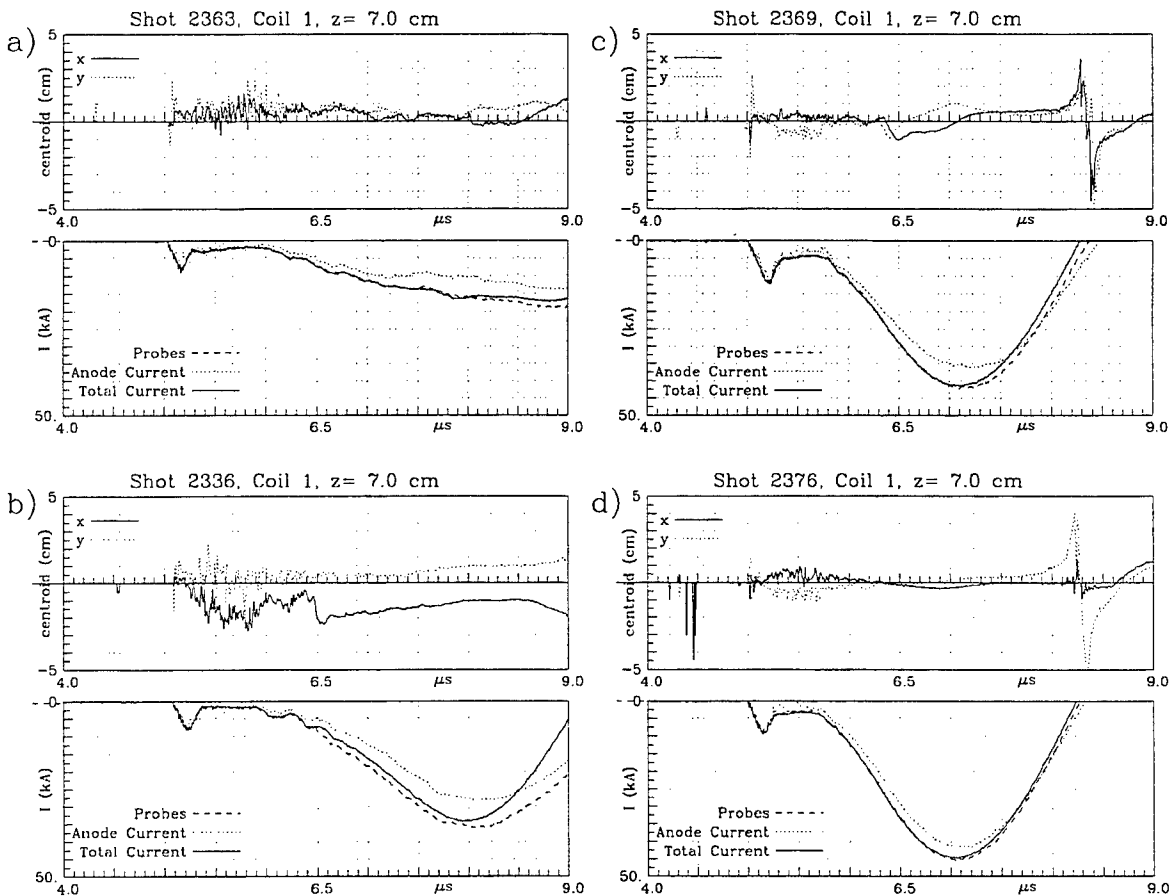 a)
Shot 2363, Coil 1, z= 7.0 cm
5
x
y
centroid (cm)
-5
4.0
6.5
μs
9.0
- -0-
I (kA)
Probes
Anode Current
Total Current
50.
4.0
6.5
μs
9.0
c)
Shot 2369, Coil 1, z= 7.0 cm
5
x
y
centroid (cm)
-5
4.0
6.5
μs
9.0
- -0-
I (kA)
Probes
Anode Current
Total Current
50.
4.0
6.5
μs
9.0
b)
Shot 2336, Coil 1, z= 7.0 cm
5
x
y
centroid (cm)
-5
4.0
6.5
μs
9.0
- -0-
I (kA)
Probes
Anode Current
Total Current
50.
4.0
6.5
μs
9.0
d)
Shot 2376, Coil 1, z= 7.0 cm
5
x
y
centroid (cm)
-5
4.0
6.5
μs
9.0
- -0-
I (kA)
Probes
Anode Current
Total Current
50.
4.0
6.5
μs
9.0